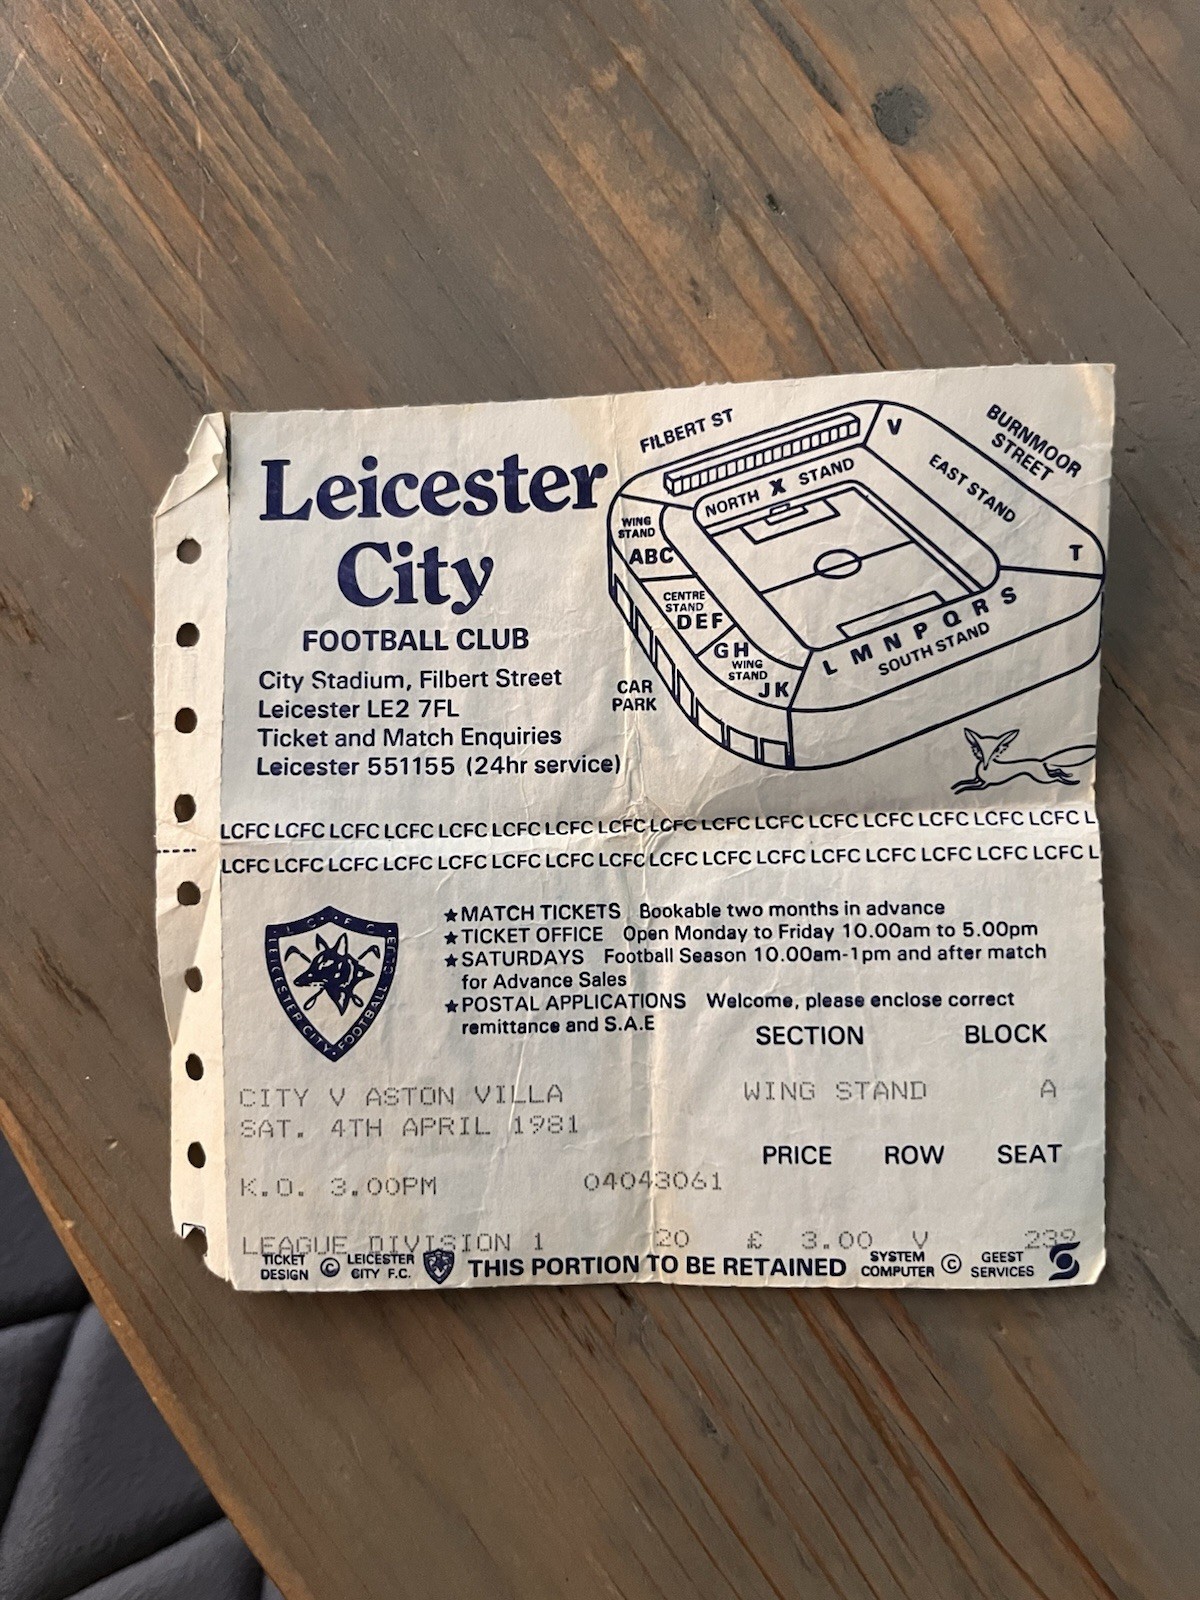 Leicester
City
FOOTBALL CLUB
City Stadium, Filbert Street
Leicester LE2 7FL
Ticket and Match Enquiries
Leicester 551155 (24hr service)
FILBERT ST
BURNMOOR
STREET
V
NORTH X STAND
EAST STAND
T
WING
STAND
ABC
CENTRE
STAND
DEF
GH
WING
STAND
JK
L M N P Q R S
SOUTH STAND
CAR
PARK
LCFC LCFC LCFC LCFC LCFC LCFC LCFC LCFC LCFC LCFC LCFC LCFC LCFC LCFC LCFC LCFC L
LCFC LCFC LCFC LCFC LCFC LCFC LCFC LCFC LCFC LCFC LCFC LCFC LCFC LCFC LCFC LCFC L
L C F C
LEICESTER CITY FOOTBALL CLUB
★MATCH TICKETS Bookable two months in advance
★TICKET OFFICE Open Monday to Friday 10.00am to 5.00pm
★SATURDAYS Football Season 10.00am-1pm and after match
for Advance Sales
★POSTAL APPLICATIONS Welcome, please enclose correct
remittance and S.A.E
SECTION BLOCK
CITY V ASTON VILLA WING STAND A
SAT. 4TH APRIL 1981
PRICE ROW SEAT
K.O. 3.00PM 04043061
LEAGUE DIVISION 1 20 £ 3.00 V 239
TICKET
DESIGN © LEICESTER
CITY F.C.
THIS PORTION TO BE RETAINED
SYSTEM
COMPUTER © GEEST
SERVICES